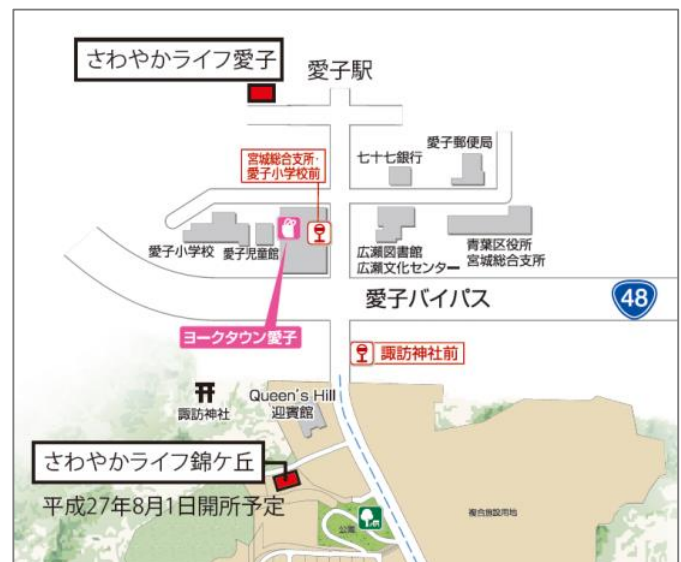 さわやかライフ愛子
愛子駅
愛子郵便局
七十七銀行
宮城総合支所・
愛子小学校前
愛子小学校
愛子児童館
広瀬図書館
広瀬文化センター
青葉区役所
宮城総合支所
愛子バイパス
48
ヨークタウン愛子
諏訪神社前
諏訪神社
Queen's Hill
迎賓館
さわやかライフ錦ケ丘
平成27年8月1日開所予定
複合施設用地
公園